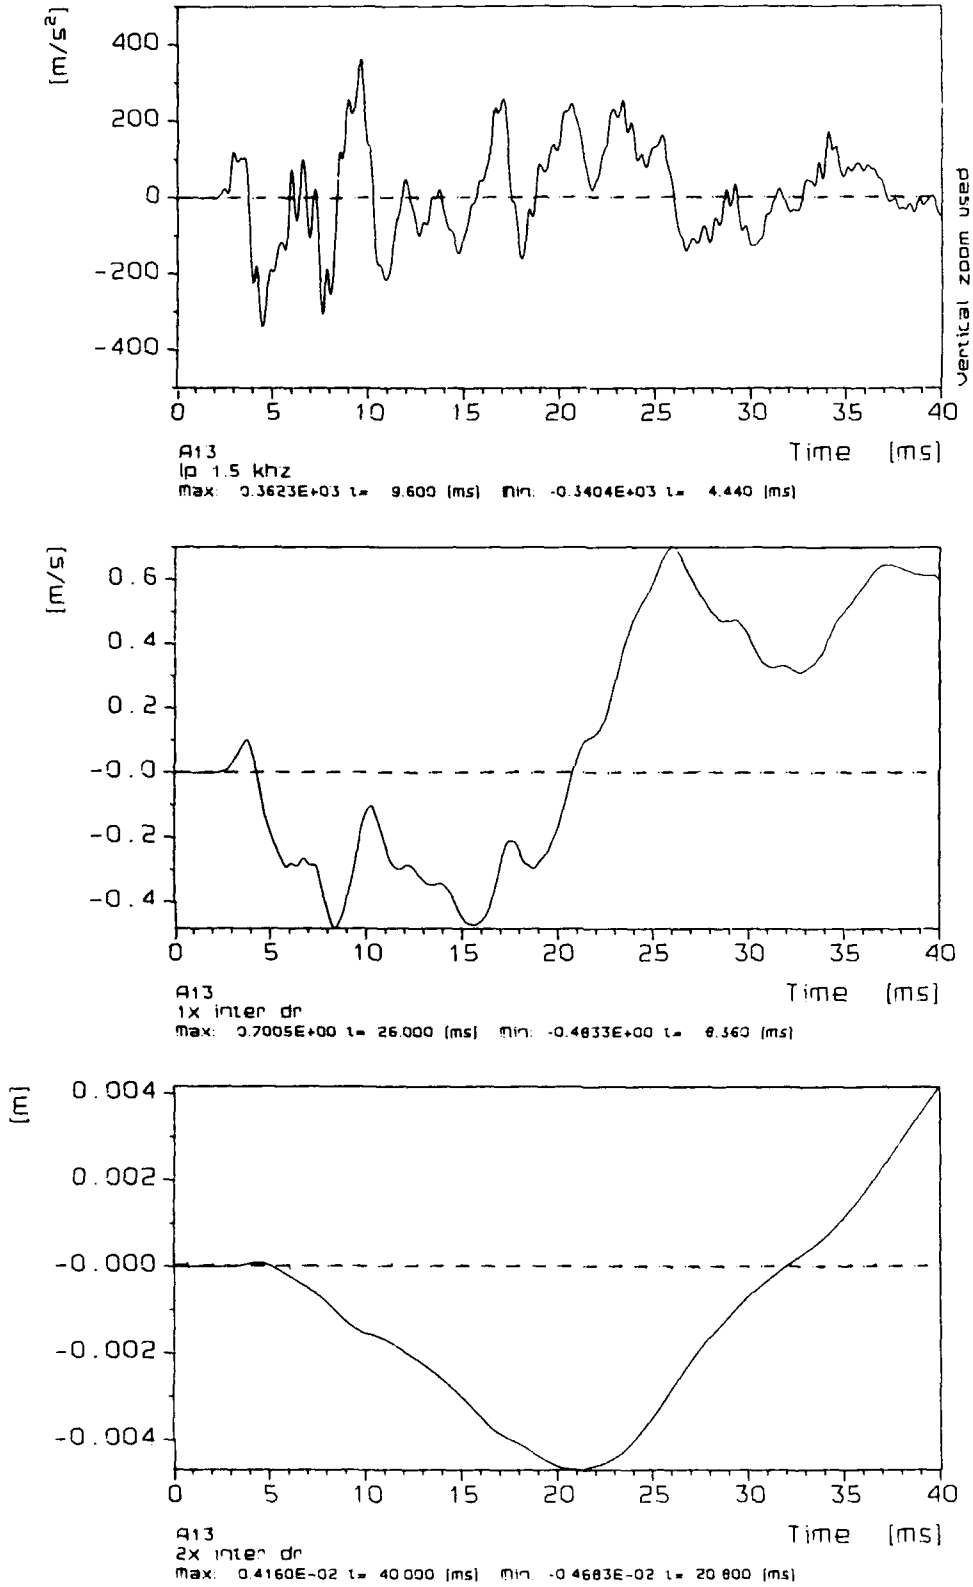 [m/s²]
400
200
0
-200
-400
0 5 10 15 20 25 30 35 40
Vertical zoom used
Time [ms]
A13
lp 1.5 khz
Max: 0.3623E+03 t= 9.600 [ms] Min: -0.3404E+03 t= 4.440 [ms]
[m/s]
0.6
0.4
0.2
-0.0
-0.2
-0.4
0 5 10 15 20 25 30 35 40
Time [ms]
A13
1x inter dr
Max: 0.7005E+00 t= 26.000 [ms] Min: -0.4833E+00 t= 8.360 [ms]
[m]
0.004
0.002
-0.000
-0.002
-0.004
0 5 10 15 20 25 30 35 40
Time [ms]
A13
2x inter dr
Max: 0.4160E-02 t= 40.000 [ms] Min: -0.4683E-02 t= 20.800 [ms]